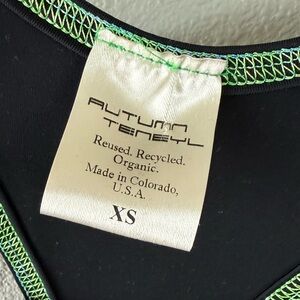 AUTUMN
TENEYL
Reused. Recycled.
Organic.
Made in Colorado,
U.S.A.
XS